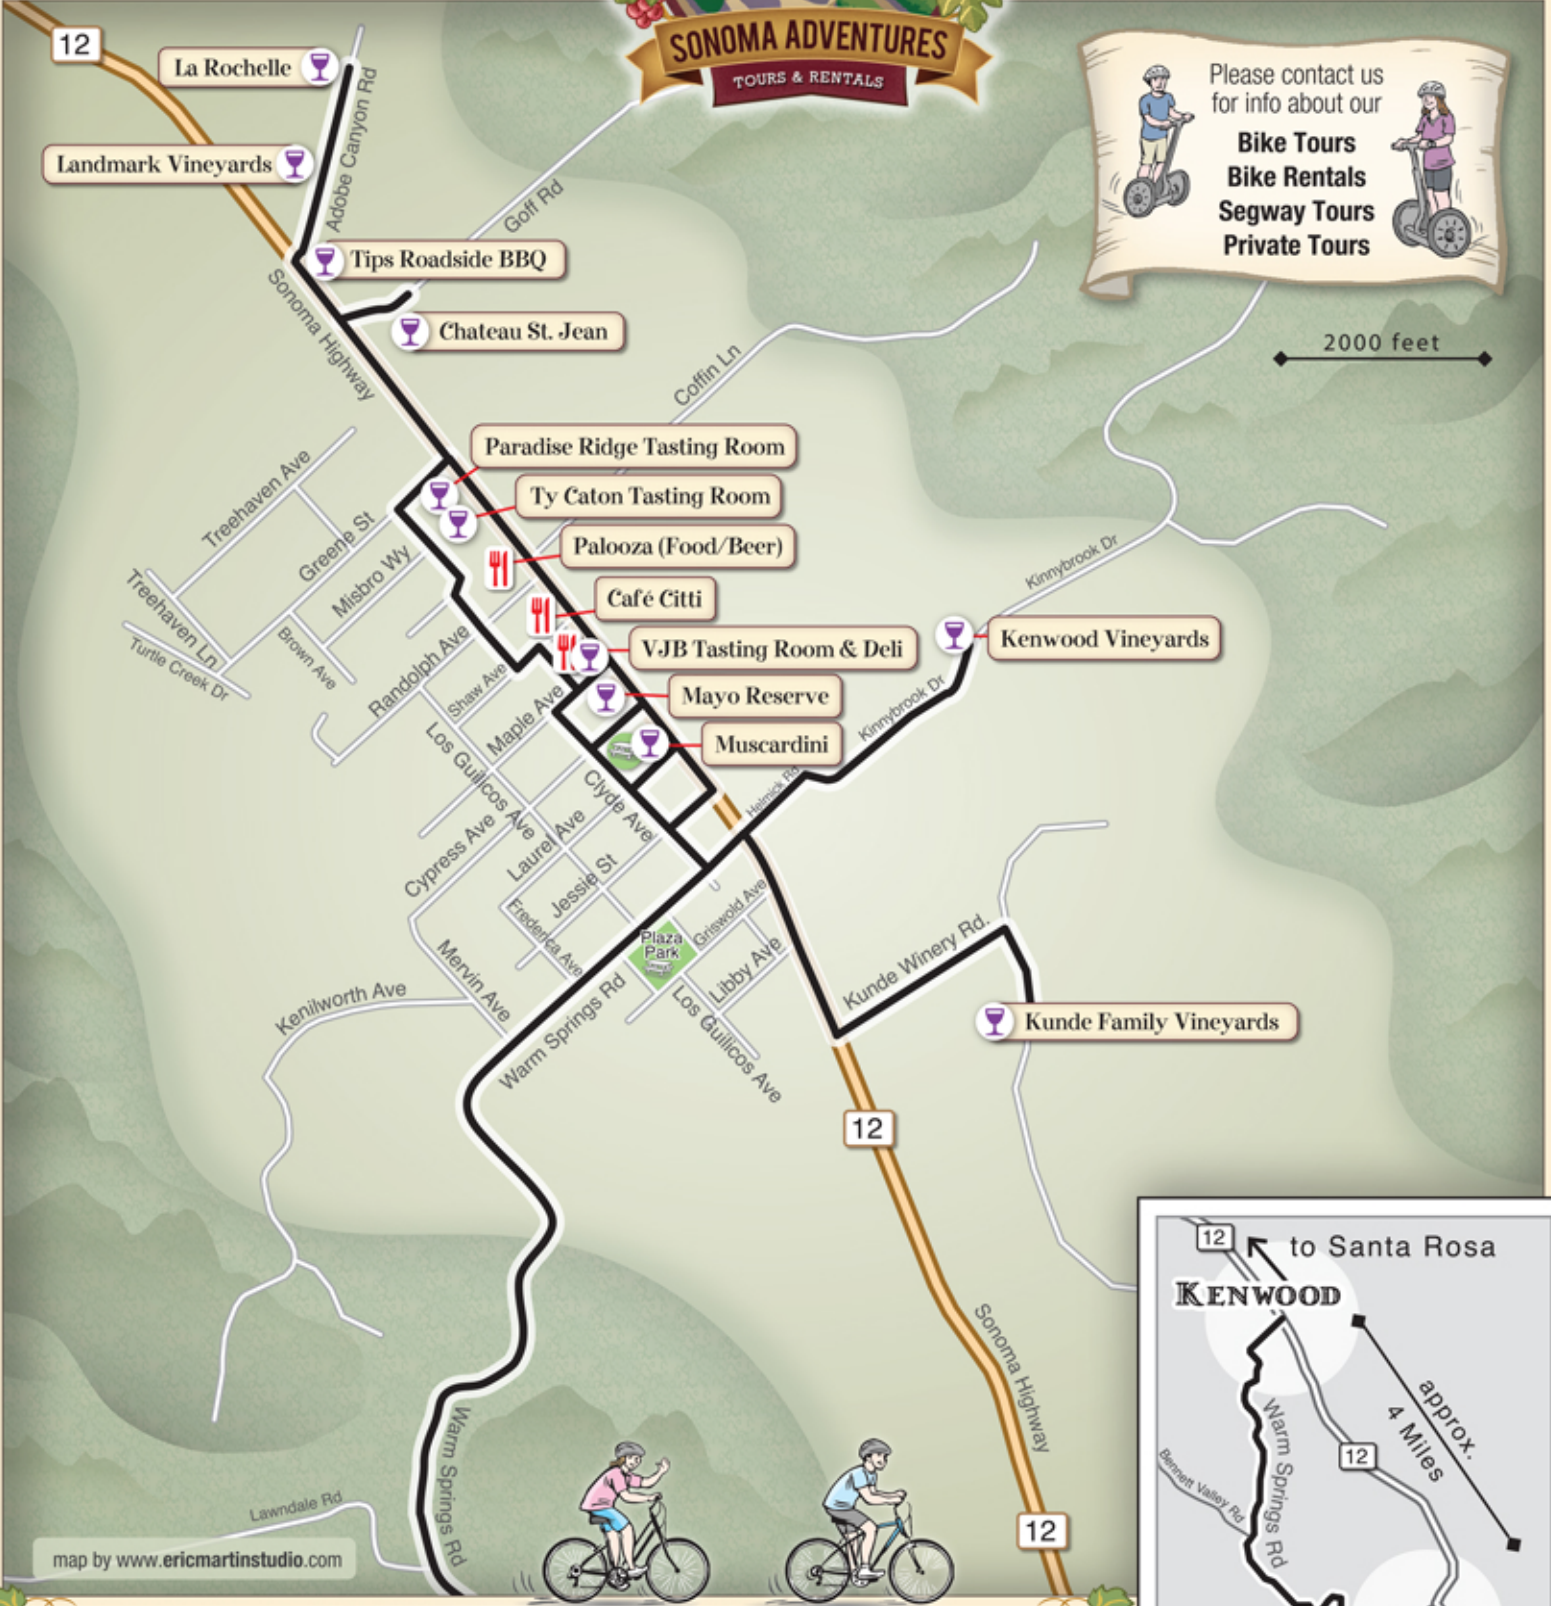 SONOMA ADVENTURES
TOURS & RENTALS
12
La Rochelle
Adobe Canyon Rd
Landmark Vineyards
Goff Rd
Please contact us
for info about our
Bike Tours
Bike Rentals
Segway Tours
Private Tours
Tips Roadside BBQ
Sonoma Highway
Chateau St. Jean
2000 feet
Coffin Ln
Paradise Ridge Tasting Room
Treehaven Ave
Ty Caton Tasting Room
Greene St
Palooza (Food/Beer)
Misbro Wy
Kinnybrook Dr
Café Citti
Treehaven Ln
Turtle Creek Dr
Brown Ave
VJB Tasting Room & Deli
Kenwood Vineyards
Randolph Ave
Shaw Ave
Mayo Reserve
Maple Ave
Kinnybrook Dr
Muscardini
Los Guilicos Ave
Clyde Ave
Helmick Rd
Cypress Ave
Laurel Ave
Jessie St
Frederica Ave
Griswold Ave
Plaza
Park
Libby Ave
Kunde Winery Rd.
Mervin Ave
Kenilworth Ave
Warm Springs Rd
Los Guilicos Ave
Kunde Family Vineyards
12
Sonoma Highway
12
Warm Springs Rd
Lawndale Rd
map by www.ericmartinstudio.com
12
to Santa Rosa
KENWOOD
approx.
4 Miles
Warm Springs Rd
12
Bennett Valley Rd